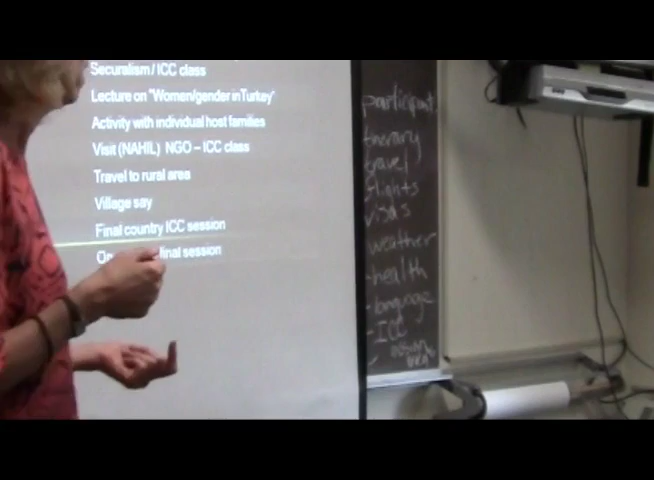 Securalism / ICC class
Lecture on "Women/gender in Turkey"
Activity with individual host families
Visit (NAHIL) NGO – ICC class
Travel to rural area
Village say
Final country ICC session
final session
participant
itinerary
travel
flights
visas
weather
-health
-language
-ICC